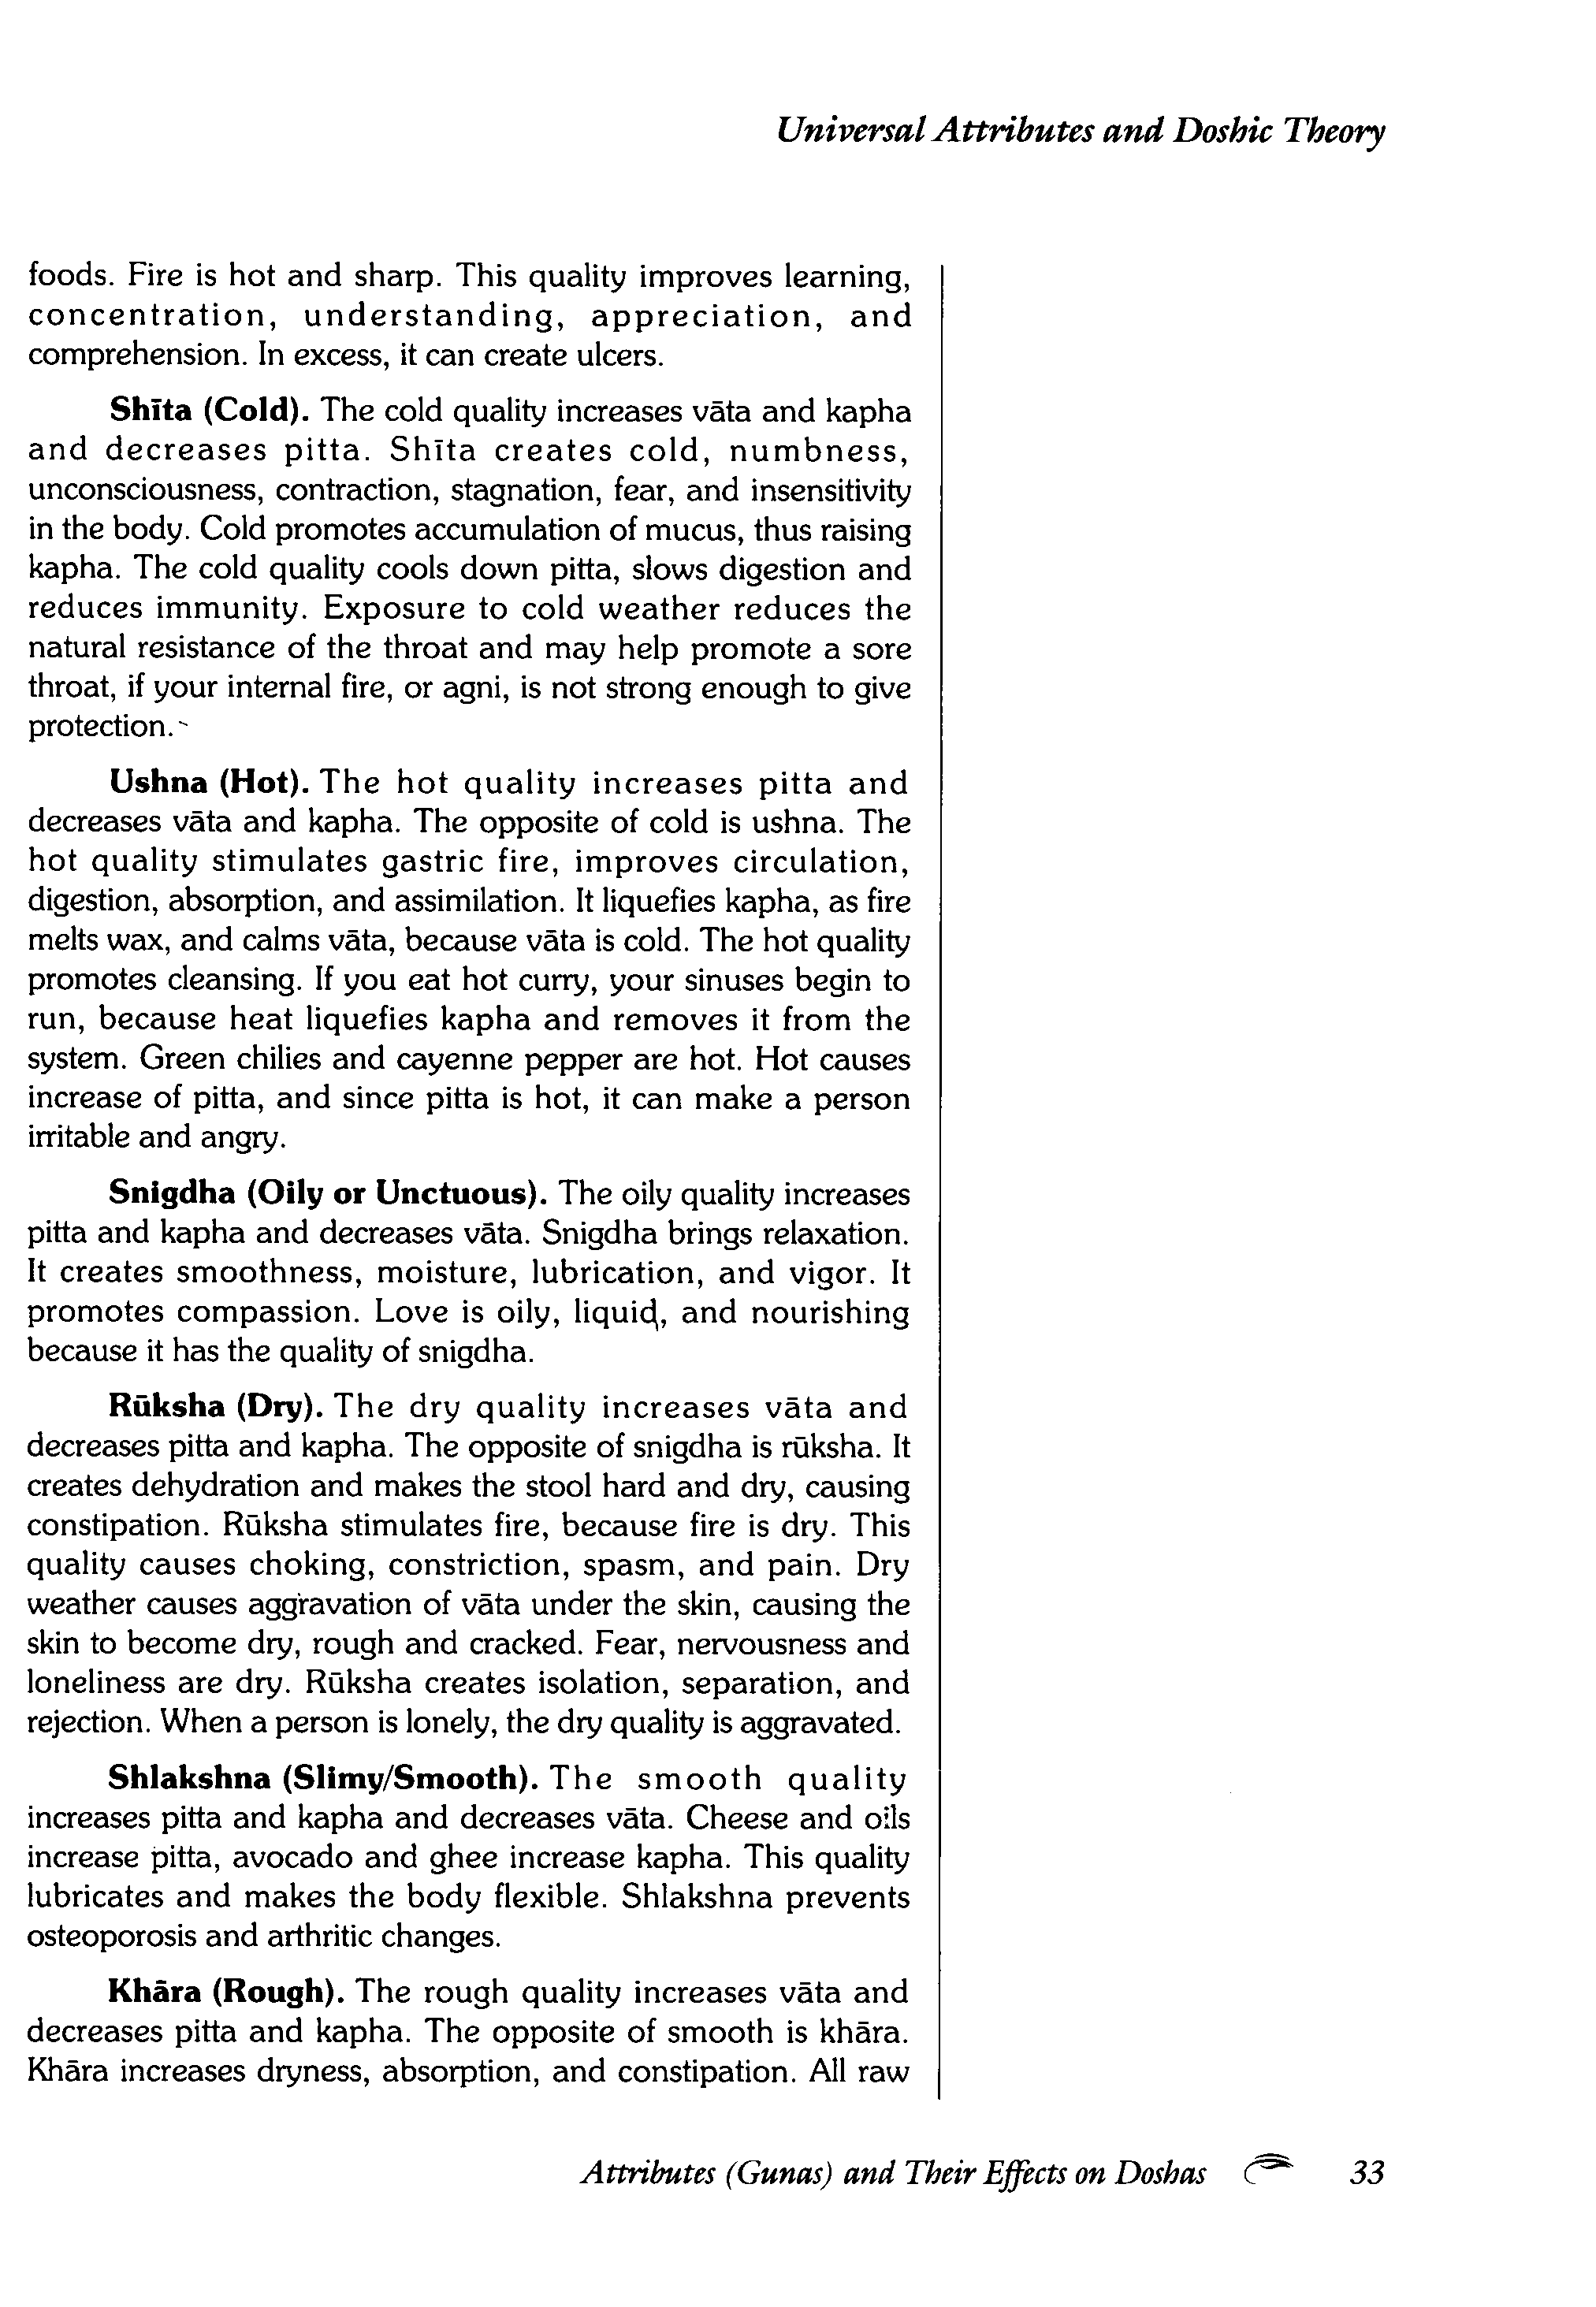 Universal Attributes and Doshic Theory
foods. Fire is hot and sharp. This quality improves learning,
concentration, understanding, appreciation, and
comprehension. In excess, it can create ulcers.
Shīta (Cold). The cold quality increases vāta and kapha
and decreases pitta. Shīta creates cold, numbness,
unconsciousness, contraction, stagnation, fear, and insensitivity
in the body. Cold promotes accumulation of mucus, thus raising
kapha. The cold quality cools down pitta, slows digestion and
reduces immunity. Exposure to cold weather reduces the
natural resistance of the throat and may help promote a sore
throat, if your internal fire, or agni, is not strong enough to give
protection.
Ushna (Hot). The hot quality increases pitta and
decreases vāta and kapha. The opposite of cold is ushna. The
hot quality stimulates gastric fire, improves circulation,
digestion, absorption, and assimilation. It liquefies kapha, as fire
melts wax, and calms vāta, because vāta is cold. The hot quality
promotes cleansing. If you eat hot curry, your sinuses begin to
run, because heat liquefies kapha and removes it from the
system. Green chilies and cayenne pepper are hot. Hot causes
increase of pitta, and since pitta is hot, it can make a person
irritable and angry.
Snigdha (Oily or Unctuous). The oily quality increases
pitta and kapha and decreases vāta. Snigdha brings relaxation.
It creates smoothness, moisture, lubrication, and vigor. It
promotes compassion. Love is oily, liquid, and nourishing
because it has the quality of snigdha.
Rūksha (Dry). The dry quality increases vāta and
decreases pitta and kapha. The opposite of snigdha is rūksha. It
creates dehydration and makes the stool hard and dry, causing
constipation. Rūksha stimulates fire, because fire is dry. This
quality causes choking, constriction, spasm, and pain. Dry
weather causes aggravation of vāta under the skin, causing the
skin to become dry, rough and cracked. Fear, nervousness and
loneliness are dry. Rūksha creates isolation, separation, and
rejection. When a person is lonely, the dry quality is aggravated.
Shlakshna (Slimy/Smooth). The smooth quality
increases pitta and kapha and decreases vāta. Cheese and oils
increase pitta, avocado and ghee increase kapha. This quality
lubricates and makes the body flexible. Shlakshna prevents
osteoporosis and arthritic changes.
Khāra (Rough). The rough quality increases vāta and
decreases pitta and kapha. The opposite of smooth is khāra.
Khāra increases dryness, absorption, and constipation. All raw
Attributes (Gunas) and Their Effects on Doshas 33